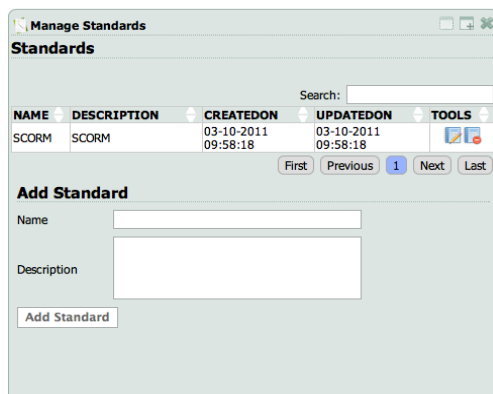 Manage Standards
Standards
Search:
NAME DESCRIPTION CREATEDON UPDATEDON TOOLS
SCORM SCORM 03-10-2011 09:58:18 03-10-2011 09:58:18
First Previous 1 Next Last
Add Standard
Name
Description
Add Standard